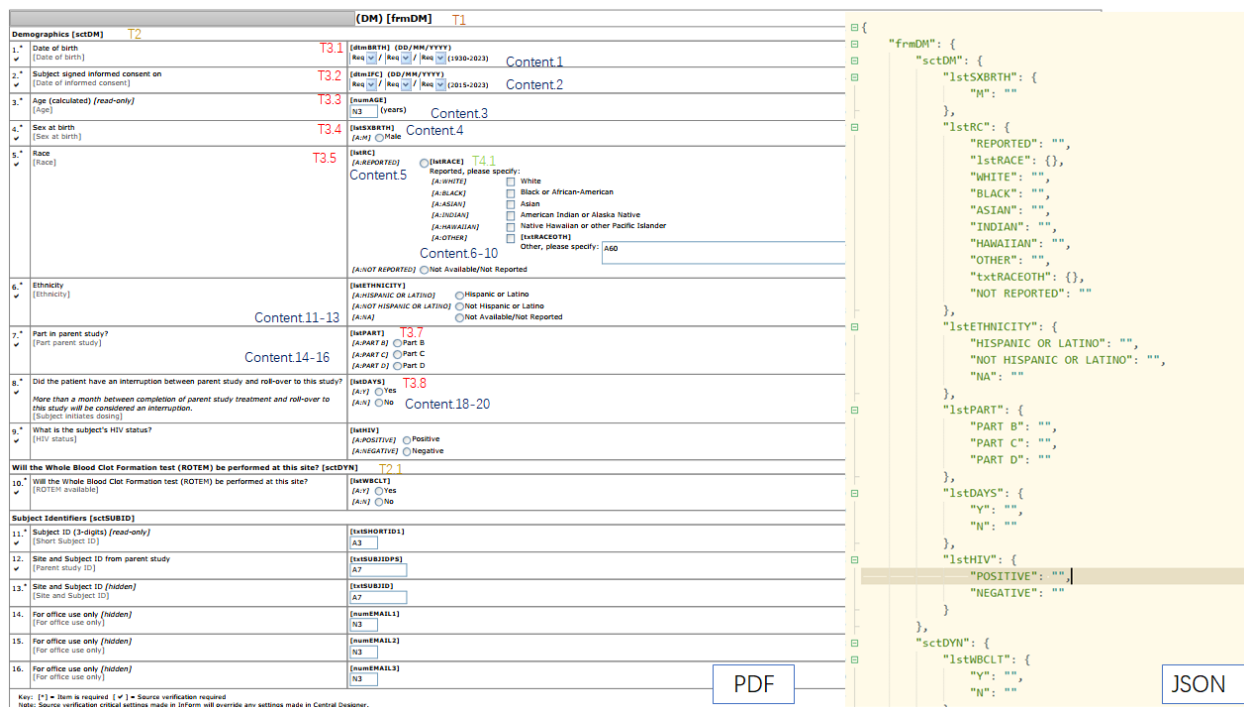 (DM) [frmDM] T1
Demographics [sctDM] T2
1.* Date of birth T3.1 [dtmBRTH] (DD/MM/YYYY)
[Date of birth] Req / Req / Req (1930-2023) Content.1
2.* Subject signed informed consent on T3.2 [dtmIFC] (DD/MM/YYYY)
[Date of informed consent] Req / Req / Req (2015-2023) Content.2
3.* Age (calculated) [read-only] T3.3 [numAGE]
[Age] N3 (years) Content.3
4.* Sex at birth T3.4 [lstSXBRTH] Content.4
[Sex at birth] [A:M] Male
5.* Race T3.5 [lstRC]
[Race] [A:REPORTED] [lstRACE] T4.1
Content.5 Reported, please specify:
[A:WHITE] White
[A:BLACK] Black or African-American
[A:ASIAN] Asian
[A:INDIAN] American Indian or Alaska Native
[A:HAWAIIAN] Native Hawaiian or other Pacific Islander
[A:OTHER] [txtRACEOTH]
Content.6-10 Other, please specify: A60
[A:NOT REPORTED] Not Available/Not Reported
6.* Ethnicity [lstETHNICITY]
[Ethnicity] [A:HISPANIC OR LATINO] Hispanic or Latino
[A:NOT HISPANIC OR LATINO] Not Hispanic or Latino
Content.11-13 [A:NA] Not Available/Not Reported
7.* Part in parent study? [lstPART] T3.7
[Part parent study] [A:PART B] Part B
Content.14-16 [A:PART C] Part C
[A:PART D] Part D
8.* Did the patient have an interruption between parent study and roll-over to this study? [lstDAYS] T3.8
[A:Y] Yes
More than a month between completion of parent study treatment and roll-over to [A:N] No Content.18-20
this study will be considered an interruption.
[Subject initiates dosing]
9.* What is the subject's HIV status? [lstHIV]
[HIV status] [A:POSITIVE] Positive
[A:NEGATIVE] Negative
Will the Whole Blood Clot Formation test (ROTEM) be performed at this site? [sctDYN] T2.1
10.* Will the Whole Blood Clot Formation test (ROTEM) be performed at this site? [lstWBCLT]
[ROTEM available] [A:Y] Yes
[A:N] No
Subject Identifiers [sctSUBID]
11.* Subject ID (3-digits) [read-only] [txtSHORTID1]
[Short Subject ID] A3
12. Site and Subject ID from parent study [txtSUBJIDPS]
[Parent study ID] A7
13.* Site and Subject ID [hidden] [txtSUBJID]
[Site and Subject ID] A7
14. For office use only [hidden] [numEMAIL1]
[For office use only] N3
15. For office use only [hidden] [numEMAIL2]
[For office use only] N3
16. For office use only [hidden] [numEMAIL3]
[For office use only] N3
Key: [*] = Item is required [✔] = Source verification required
Note: Source verification critical settings made in InForm will override any settings made in Central Designer.
PDF
{
"frmDM": {
"sctDM": {
"lstSXBRTH": {
"M": ""
},
"lstRC": {
"REPORTED": "",
"lstRACE": {},
"WHITE": "",
"BLACK": "",
"ASIAN": "",
"INDIAN": "",
"HAWAIIAN": "",
"OTHER": "",
"txtRACEOTH": {},
"NOT REPORTED": ""
},
"lstETHNICITY": {
"HISPANIC OR LATINO": "",
"NOT HISPANIC OR LATINO": "",
"NA": ""
},
"lstPART": {
"PART B": "",
"PART C": "",
"PART D": ""
},
"lstDAYS": {
"Y": "",
"N": ""
},
"lstHIV": {
"POSITIVE": "",
"NEGATIVE": ""
}
},
"sctDYN": {
"lstWBCLT": {
"Y": "",
"N": ""
JSON